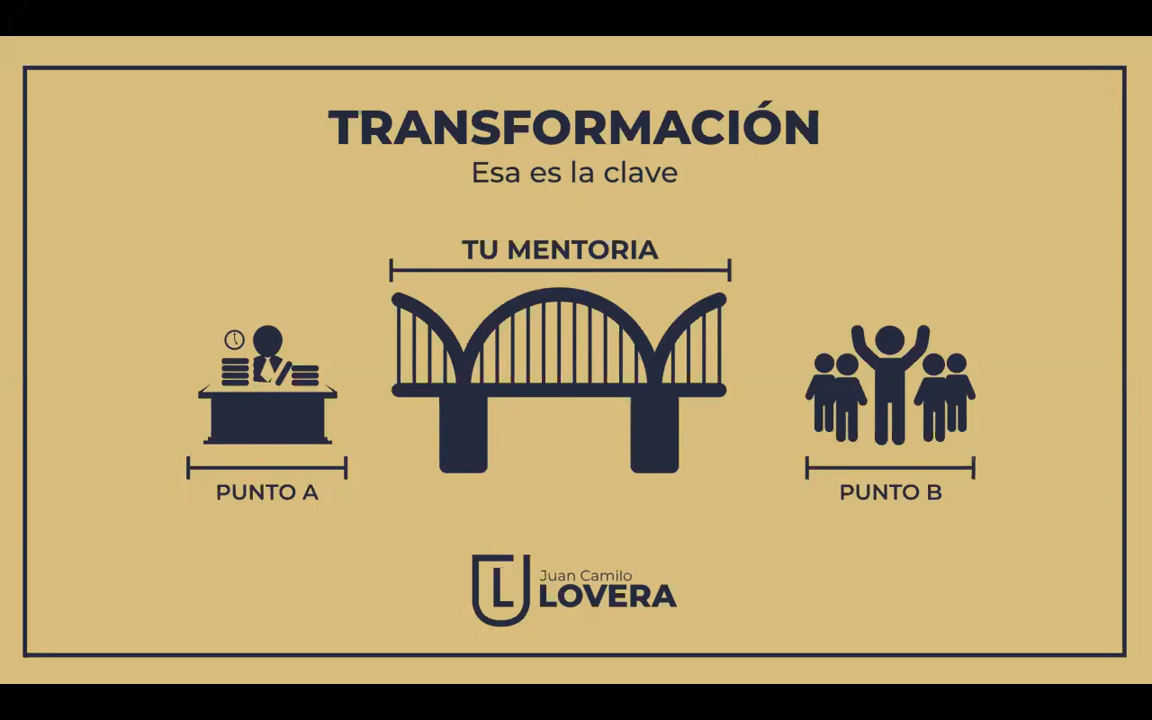 TRANSFORMACIÓN
Esa es la clave
TU MENTORIA
PUNTO A
PUNTO B
Juan Camilo
LOVERA